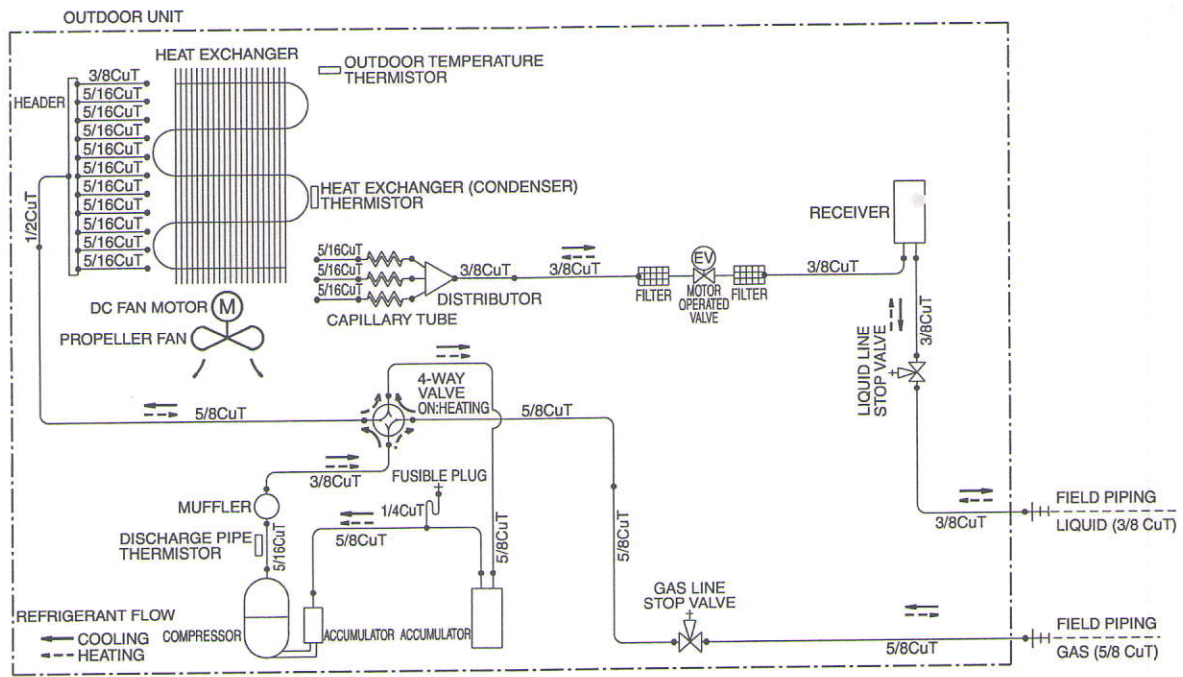 OUTDOOR UNIT
HEAT EXCHANGER
HEADER
3/8CuT
5/16CuT
5/16CuT
5/16CuT
5/16CuT
5/16CuT
5/16CuT
5/16CuT
5/16CuT
5/16CuT
5/16CuT
1/2CuT
OUTDOOR TEMPERATURE
THERMISTOR
HEAT EXCHANGER (CONDENSER)
THERMISTOR
5/16CuT
5/16CuT
5/16CuT
CAPILLARY TUBE
3/8CuT
DISTRIBUTOR
3/8CuT
FILTER
EV
MOTOR
OPERATED
VALVE
FILTER
3/8CuT
RECEIVER
3/8CuT
LIQUID LINE
STOP VALVE
DC FAN MOTOR
M
PROPELLER FAN
4-WAY
VALVE
ON:HEATING
5/8CuT
5/8CuT
3/8CuT
MUFFLER
FUSIBLE PLUG
1/4CuT
5/8CuT
5/8CuT
5/8CuT
DISCHARGE PIPE
THERMISTOR
5/16CuT
3/8CuT
FIELD PIPING
LIQUID (3/8 CuT)
GAS LINE
STOP VALVE
REFRIGERANT FLOW
COOLING
HEATING
COMPRESSOR
ACCUMULATOR
ACCUMULATOR
5/8CuT
FIELD PIPING
GAS (5/8 CuT)